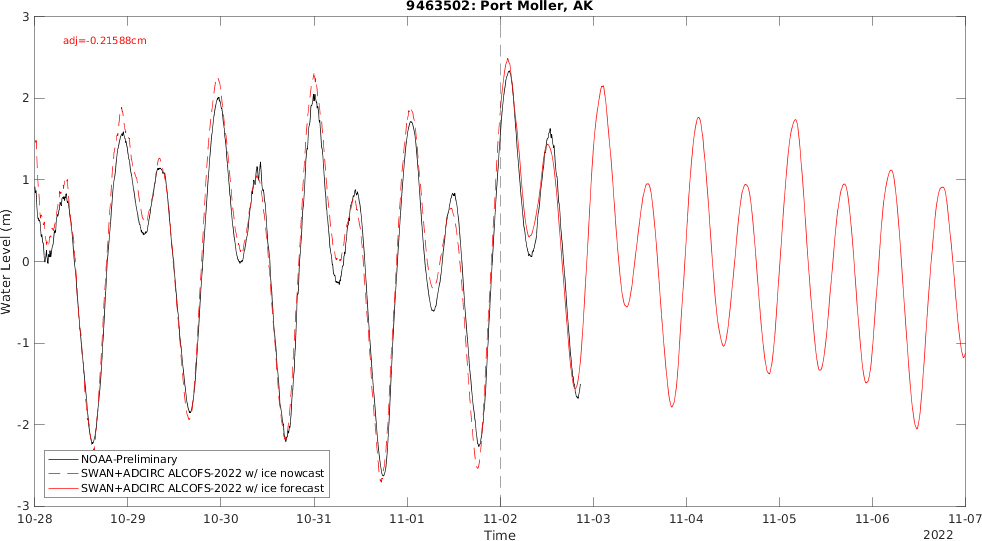 9463502: Port Moller, AK
adj=-0.21588cm
Water Level (m)
3
2
1
0
-1
-2
-3
NOAA-Preliminary
SWAN+ADCIRC ALCOFS-2022 w/ ice nowcast
SWAN+ADCIRC ALCOFS-2022 w/ ice forecast
10-28 10-29 10-30 10-31 11-01 11-02 11-03 11-04 11-05 11-06 11-07
Time
2022